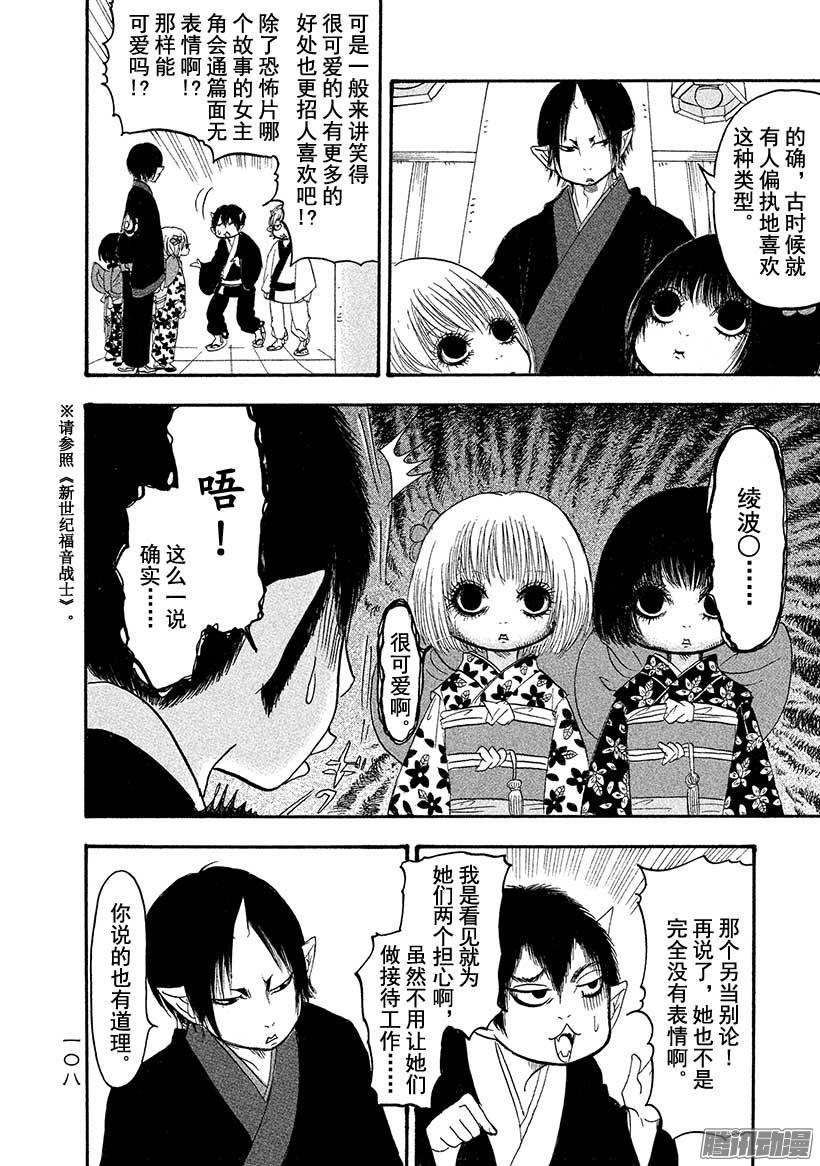 的确，古时候就
有人偏执地喜欢
这种类型。
可是一般来讲笑得
很可爱的人有更多的
好处也更招人喜欢吧!?
除了恐怖片哪
个故事的女主
角会通篇面无
表情啊!?
那样能
可爱吗!?
绫波〇……
很可爱啊。
唔！
这么一说
确实……
※请参照《新世纪福音战士》。
那个另当别论！
再说了，她也不是
完全没有表情啊。
我是看见就为
她们两个担心啊，
虽然不用让她们
做接待工作……
你说的也有道理。
一〇八
腾讯动漫